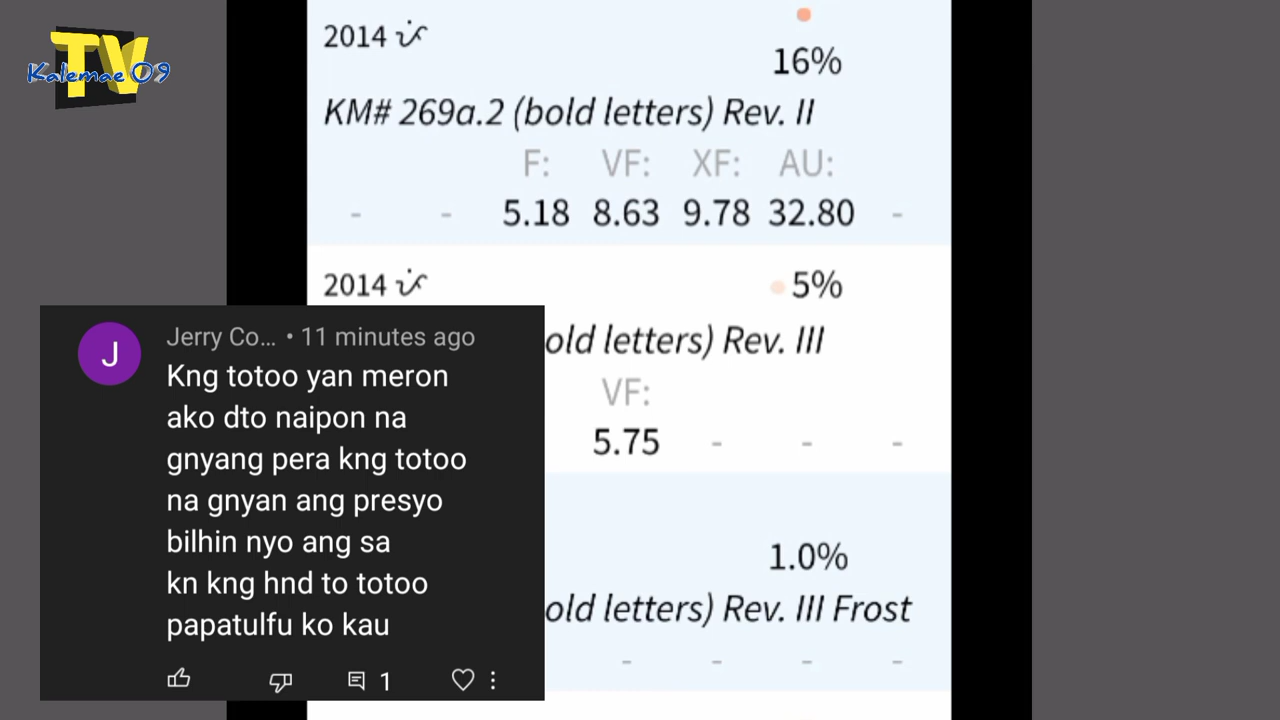 TV
Kalemae 09
2014
16%
KM# 269a.2 (bold letters) Rev. II
F: VF: XF: AU:
- - 5.18 8.63 9.78 32.80 -
2014
5%
old letters) Rev. III
VF:
5.75 - - -
1.0%
old letters) Rev. III Frost
- - - -
Jerry Co... • 11 minutes ago
Kng totoo yan meron
ako dto naipon na
gnyang pera kng totoo
na gnyan ang presyo
bilhin nyo ang sa
kn kng hnd to totoo
papatulfu ko kau
1
J